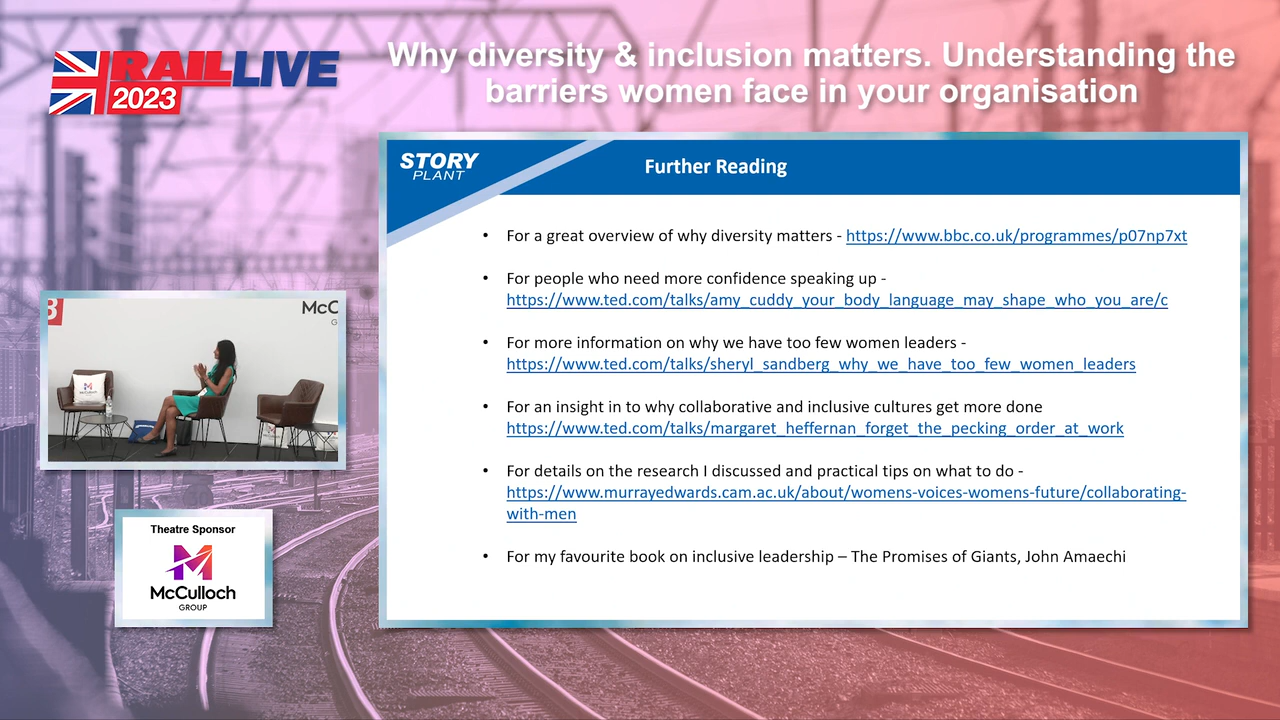 RAIL LIVE
2023
Why diversity & inclusion matters. Understanding the
barriers women face in your organisation
STORY
PLANT
Further Reading
• For a great overview of why diversity matters - https://www.bbc.co.uk/programmes/p07np7xt
• For people who need more confidence speaking up -
https://www.ted.com/talks/amy_cuddy_your_body_language_may_shape_who_you_are/c
• For more information on why we have too few women leaders -
https://www.ted.com/talks/sheryl_sandberg_why_we_have_too_few_women_leaders
• For an insight in to why collaborative and inclusive cultures get more done
https://www.ted.com/talks/margaret_heffernan_forget_the_pecking_order_at_work
• For details on the research I discussed and practical tips on what to do -
https://www.murrayedwards.cam.ac.uk/about/womens-voices-womens-future/collaborating-
with-men
• For my favourite book on inclusive leadership – The Promises of Giants, John Amaechi
3
McC
G
Theatre Sponsor
McCulloch
GROUP